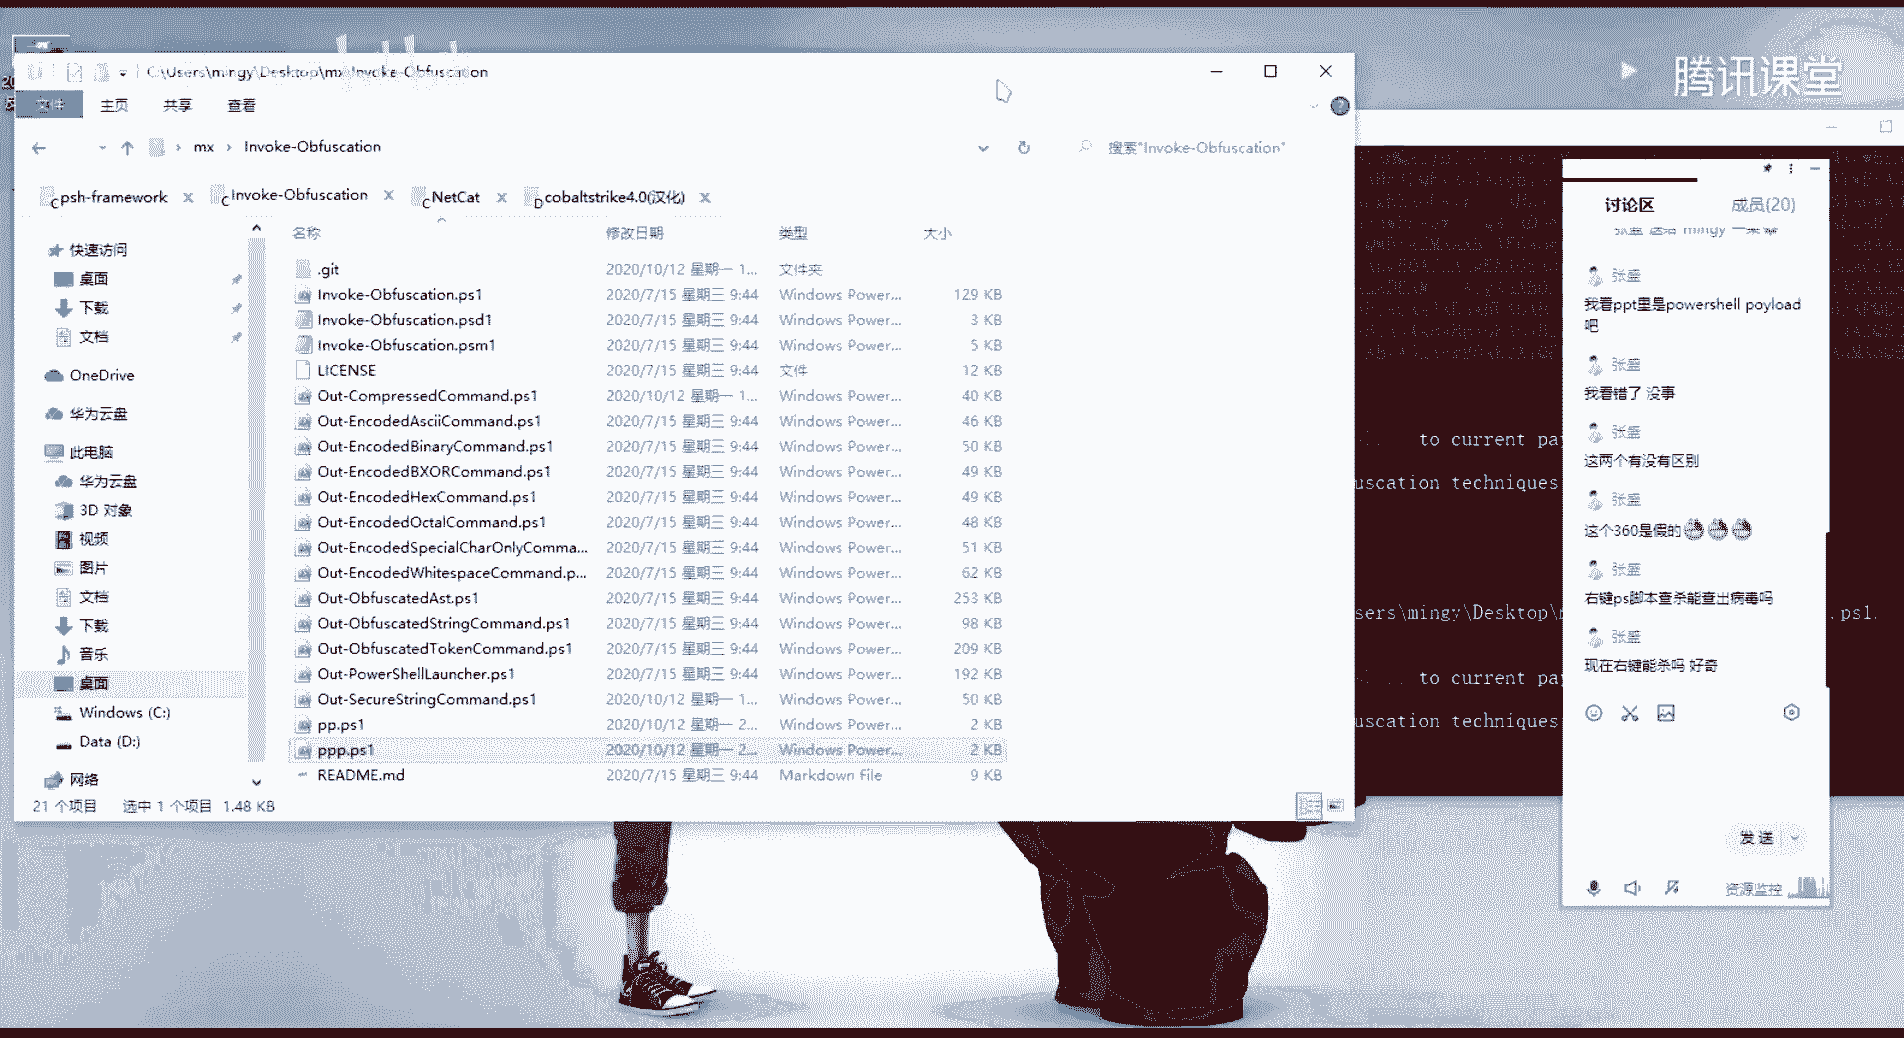 C:\Users\mingy\Desktop\mx\Invoke-Obfuscation
腾讯课堂
文件 主页 共享 查看
mx › Invoke-Obfuscation
搜索"Invoke-Obfuscation"
psh-framework
Invoke-Obfuscation
NetCat
cobaltstrike4.0(汉化)
名称 修改日期 类型 大小
快速访问
桌面
下载
文档
OneDrive
华为云盘
此电脑
华为云盘
3D 对象
视频
图片
文档
下载
音乐
桌面
Windows (C:)
Data (D:)
网络
.git 2020/10/12 星期一 1... 文件夹
Invoke-Obfuscation.ps1 2020/7/15 星期三 9:44 Windows Power... 129 KB
Invoke-Obfuscation.psd1 2020/7/15 星期三 9:44 Windows Power... 3 KB
Invoke-Obfuscation.psm1 2020/7/15 星期三 9:44 Windows Power... 5 KB
LICENSE 2020/7/15 星期三 9:44 文件 12 KB
Out-CompressedCommand.ps1 2020/10/12 星期一 1... Windows Power... 40 KB
Out-EncodedAsciiCommand.ps1 2020/7/15 星期三 9:44 Windows Power... 46 KB
Out-EncodedBinaryCommand.ps1 2020/7/15 星期三 9:44 Windows Power... 50 KB
Out-EncodedBXORCommand.ps1 2020/7/15 星期三 9:44 Windows Power... 49 KB
Out-EncodedHexCommand.ps1 2020/7/15 星期三 9:44 Windows Power... 49 KB
Out-EncodedOctalCommand.ps1 2020/7/15 星期三 9:44 Windows Power... 48 KB
Out-EncodedSpecialCharOnlyComma... 2020/7/15 星期三 9:44 Windows Power... 51 KB
Out-EncodedWhitespaceCommand.p... 2020/7/15 星期三 9:44 Windows Power... 62 KB
Out-ObfuscatedAst.ps1 2020/7/15 星期三 9:44 Windows Power... 253 KB
Out-ObfuscatedStringCommand.ps1 2020/7/15 星期三 9:44 Windows Power... 98 KB
Out-ObfuscatedTokenCommand.ps1 2020/7/15 星期三 9:44 Windows Power... 209 KB
Out-PowerShellLauncher.ps1 2020/7/15 星期三 9:44 Windows Power... 192 KB
Out-SecureStringCommand.ps1 2020/10/12 星期一 1... Windows Power... 50 KB
pp.ps1 2020/10/12 星期一 2... Windows Power... 2 KB
ppp.ps1 2020/10/12 星期一 2... Windows Power... 2 KB
README.md 2020/7/15 星期三 9:44 Markdown File 9 KB
21 个项目 选中 1 个项目 1.48 KB
to current pa
uscation techniques
sers\mingy\Desktop\
.ps1.
to current pa
uscation techniques
讨论区 成员(20)
张盛 送给 mingy 一朵
张盛
我看ppt里是powershell poyload
吧
张盛
我看错了 没事
张盛
这两个有没有区别
张盛
这个360是假的
张盛
右键ps脚本查杀能查出病毒吗
张盛
现在右键能杀吗 好奇
发送
资源监控